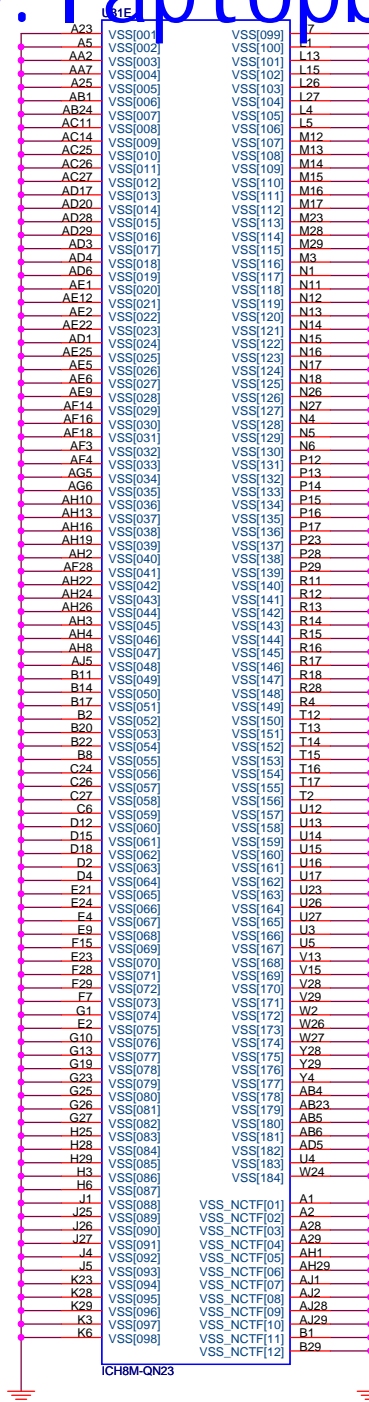 .laptop
U31E
A23 VSS[001] VSS[099] K7
A5 VSS[002] VSS[100] L1
AA2 VSS[003] VSS[101] L13
AA7 VSS[004] VSS[102] L15
A25 VSS[005] VSS[103] L26
AB1 VSS[006] VSS[104] L27
AB24 VSS[007] VSS[105] L4
AC11 VSS[008] VSS[106] L5
AC14 VSS[009] VSS[107] M12
AC25 VSS[010] VSS[108] M13
AC26 VSS[011] VSS[109] M14
AC27 VSS[012] VSS[110] M15
AD17 VSS[013] VSS[111] M16
AD20 VSS[014] VSS[112] M17
AD28 VSS[015] VSS[113] M23
AD29 VSS[016] VSS[114] M28
AD3 VSS[017] VSS[115] M29
AD4 VSS[018] VSS[116] M3
AD6 VSS[019] VSS[117] N1
AE1 VSS[020] VSS[118] N11
AE12 VSS[021] VSS[119] N12
AE2 VSS[022] VSS[120] N13
AE22 VSS[023] VSS[121] N14
AD1 VSS[024] VSS[122] N15
AE25 VSS[025] VSS[123] N16
AE5 VSS[026] VSS[124] N17
AE6 VSS[027] VSS[125] N18
AE9 VSS[028] VSS[126] N26
AF14 VSS[029] VSS[127] N27
AF16 VSS[030] VSS[128] N4
AF18 VSS[031] VSS[129] N5
AF3 VSS[032] VSS[130] N6
AF4 VSS[033] VSS[131] P12
AG5 VSS[034] VSS[132] P13
AG6 VSS[035] VSS[133] P14
AH10 VSS[036] VSS[134] P15
AH13 VSS[037] VSS[135] P16
AH16 VSS[038] VSS[136] P17
AH19 VSS[039] VSS[137] P23
AH2 VSS[040] VSS[138] P28
AF28 VSS[041] VSS[139] P29
AH22 VSS[042] VSS[140] R11
AH24 VSS[043] VSS[141] R12
AH26 VSS[044] VSS[142] R13
AH3 VSS[045] VSS[143] R14
AH4 VSS[046] VSS[144] R15
AH8 VSS[047] VSS[145] R16
AJ5 VSS[048] VSS[146] R17
B11 VSS[049] VSS[147] R18
B14 VSS[050] VSS[148] R28
B17 VSS[051] VSS[149] R4
B2 VSS[052] VSS[150] T12
B20 VSS[053] VSS[151] T13
B22 VSS[054] VSS[152] T14
B8 VSS[055] VSS[153] T15
C24 VSS[056] VSS[154] T16
C26 VSS[057] VSS[155] T17
C27 VSS[058] VSS[156] T2
C6 VSS[059] VSS[157] U12
D12 VSS[060] VSS[158] U13
D15 VSS[061] VSS[159] U14
D18 VSS[062] VSS[160] U15
D2 VSS[063] VSS[161] U16
D4 VSS[064] VSS[162] U17
E21 VSS[065] VSS[163] U23
E24 VSS[066] VSS[164] U26
E4 VSS[067] VSS[165] U27
E9 VSS[068] VSS[166] U3
F15 VSS[069] VSS[167] U5
E23 VSS[070] VSS[168] V13
F28 VSS[071] VSS[169] V15
F29 VSS[072] VSS[170] V28
F7 VSS[073] VSS[171] V29
G1 VSS[074] VSS[172] W2
E2 VSS[075] VSS[173] W26
G10 VSS[076] VSS[174] W27
G13 VSS[077] VSS[175] Y28
G19 VSS[078] VSS[176] Y29
G23 VSS[079] VSS[177] Y4
G25 VSS[080] VSS[178] AB4
G26 VSS[081] VSS[179] AB23
G27 VSS[082] VSS[180] AB5
H25 VSS[083] VSS[181] AB6
H28 VSS[084] VSS[182] AD5
H29 VSS[085] VSS[183] U4
H3 VSS[086] VSS[184] W24
H6 VSS[087]
J1 VSS[088] VSS_NCTF[01] A1
J25 VSS[089] VSS_NCTF[02] A2
J26 VSS[090] VSS_NCTF[03] A28
J27 VSS[091] VSS_NCTF[04] A29
J4 VSS[092] VSS_NCTF[05] AH1
J5 VSS[093] VSS_NCTF[06] AH29
K23 VSS[094] VSS_NCTF[07] AJ1
K28 VSS[095] VSS_NCTF[08] AJ2
K29 VSS[096] VSS_NCTF[09] AJ28
K3 VSS[097] VSS_NCTF[10] AJ29
K6 VSS[098] VSS_NCTF[11] B1
VSS_NCTF[12] B29
ICH8M-QN23